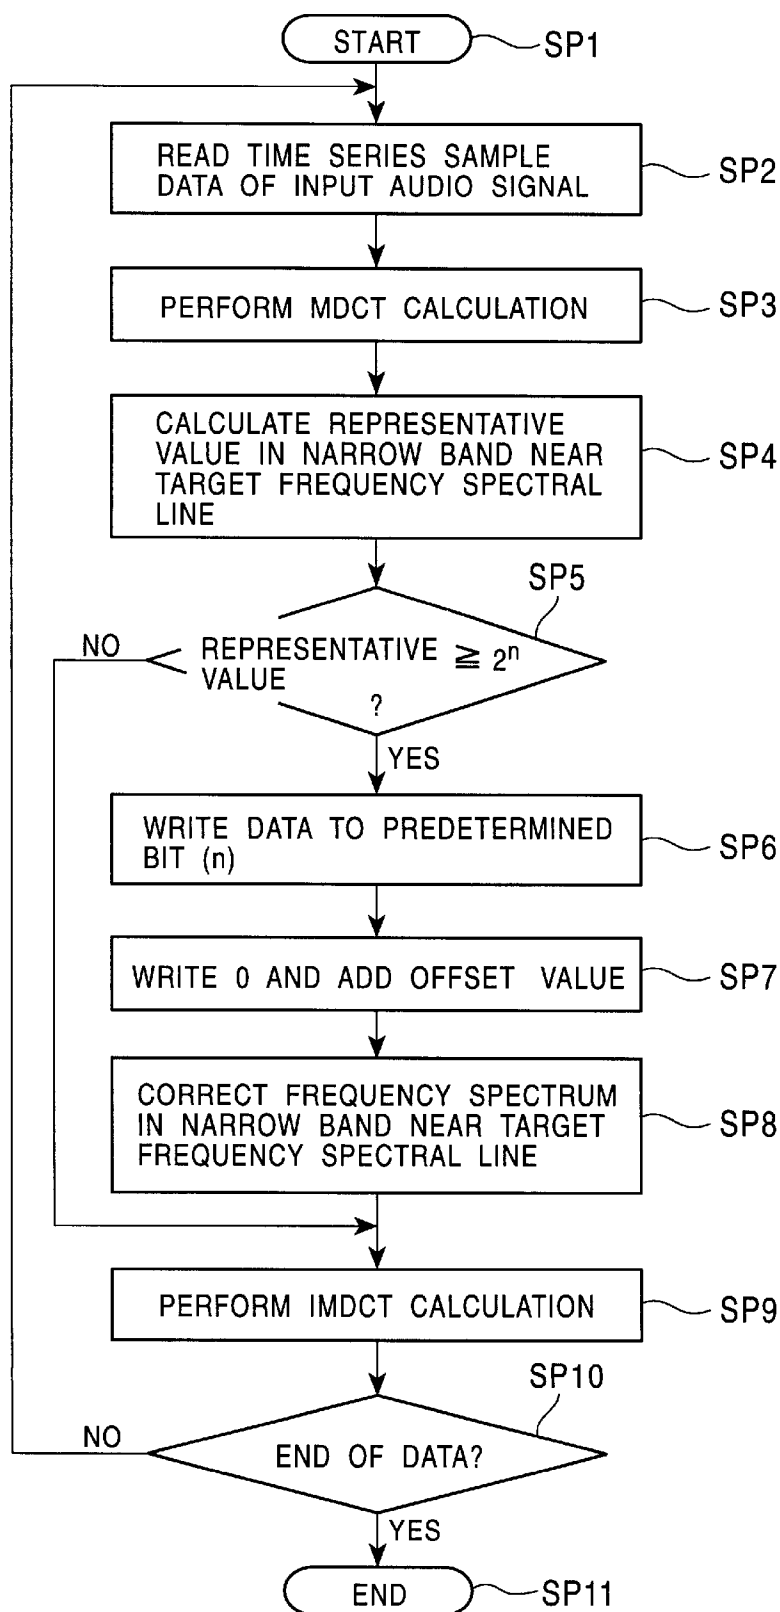 START
SP1
READ TIME SERIES SAMPLE
DATA OF INPUT AUDIO SIGNAL
SP2
PERFORM MDCT CALCULATION
SP3
CALCULATE REPRESENTATIVE
VALUE IN NARROW BAND NEAR
TARGET FREQUENCY SPECTRAL
LINE
SP4
SP5
NO
REPRESENTATIVE ≧ 2ⁿ
VALUE
?
YES
WRITE DATA TO PREDETERMINED
BIT (n)
SP6
WRITE 0 AND ADD OFFSET VALUE
SP7
CORRECT FREQUENCY SPECTRUM
IN NARROW BAND NEAR TARGET
FREQUENCY SPECTRAL LINE
SP8
PERFORM IMDCT CALCULATION
SP9
SP10
NO
END OF DATA?
YES
END
SP11